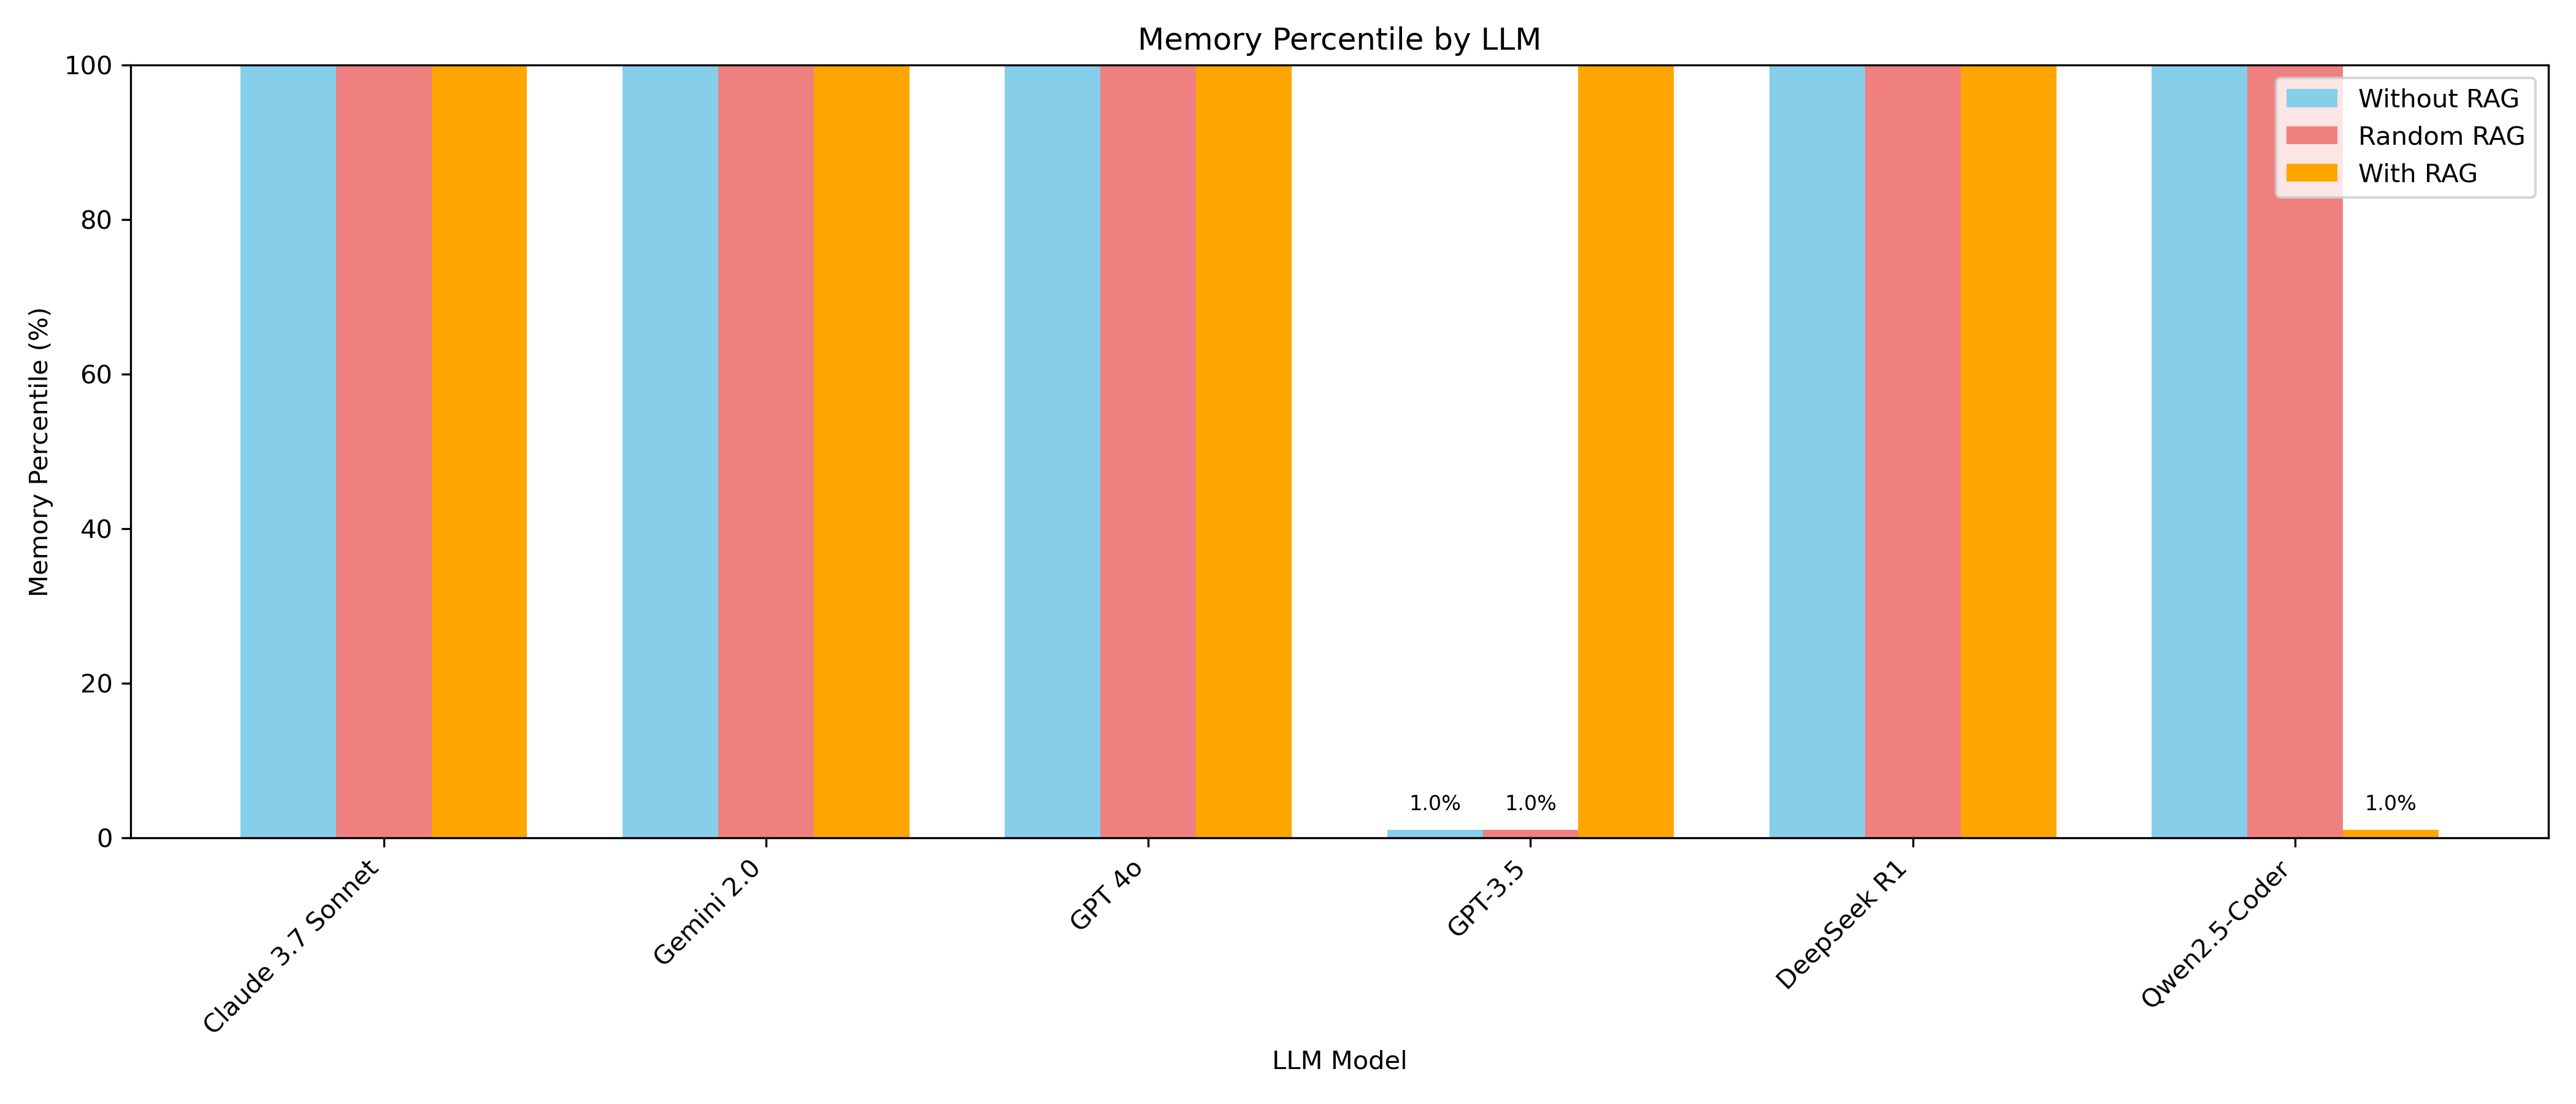 Memory Percentile by LLM
Memory Percentile (%)
100
80
60
40
20
0
Without RAG
Random RAG
With RAG
1.0%
1.0%
1.0%
Claude 3.7 Sonnet
Gemini 2.0
GPT 4o
GPT-3.5
DeepSeek R1
Qwen2.5-Coder
LLM Model